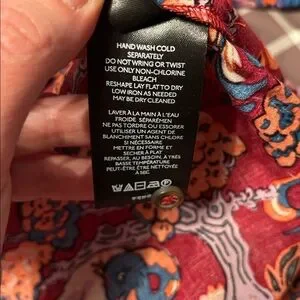 HAND WASH COLD
SEPARATELY
DO NOT WRING OR TWIST
USE ONLY NON-CHLORINE
BLEACH
RESHAPE LAY FLAT TO DRY
LOW IRON AS NEEDED
MAY BE DRY CLEANED
LAVER À LA MAIN À L'EAU
FROIDE SÉPARÉMEN
NE PAS TORDRE OU ESSORER
UTILISER UN AGENT DE
BLANCHIMENT SANS CHLORE
SI NÉCESSAIRE
METTRE EN FORME ET
SÉCHER À PLAT
REPASSER, AU BESOIN, À TRÈS
BASSE TEMPÉRATURE
PEUT-ÊTRE ÊTRE NETTOYÉE
À SEC